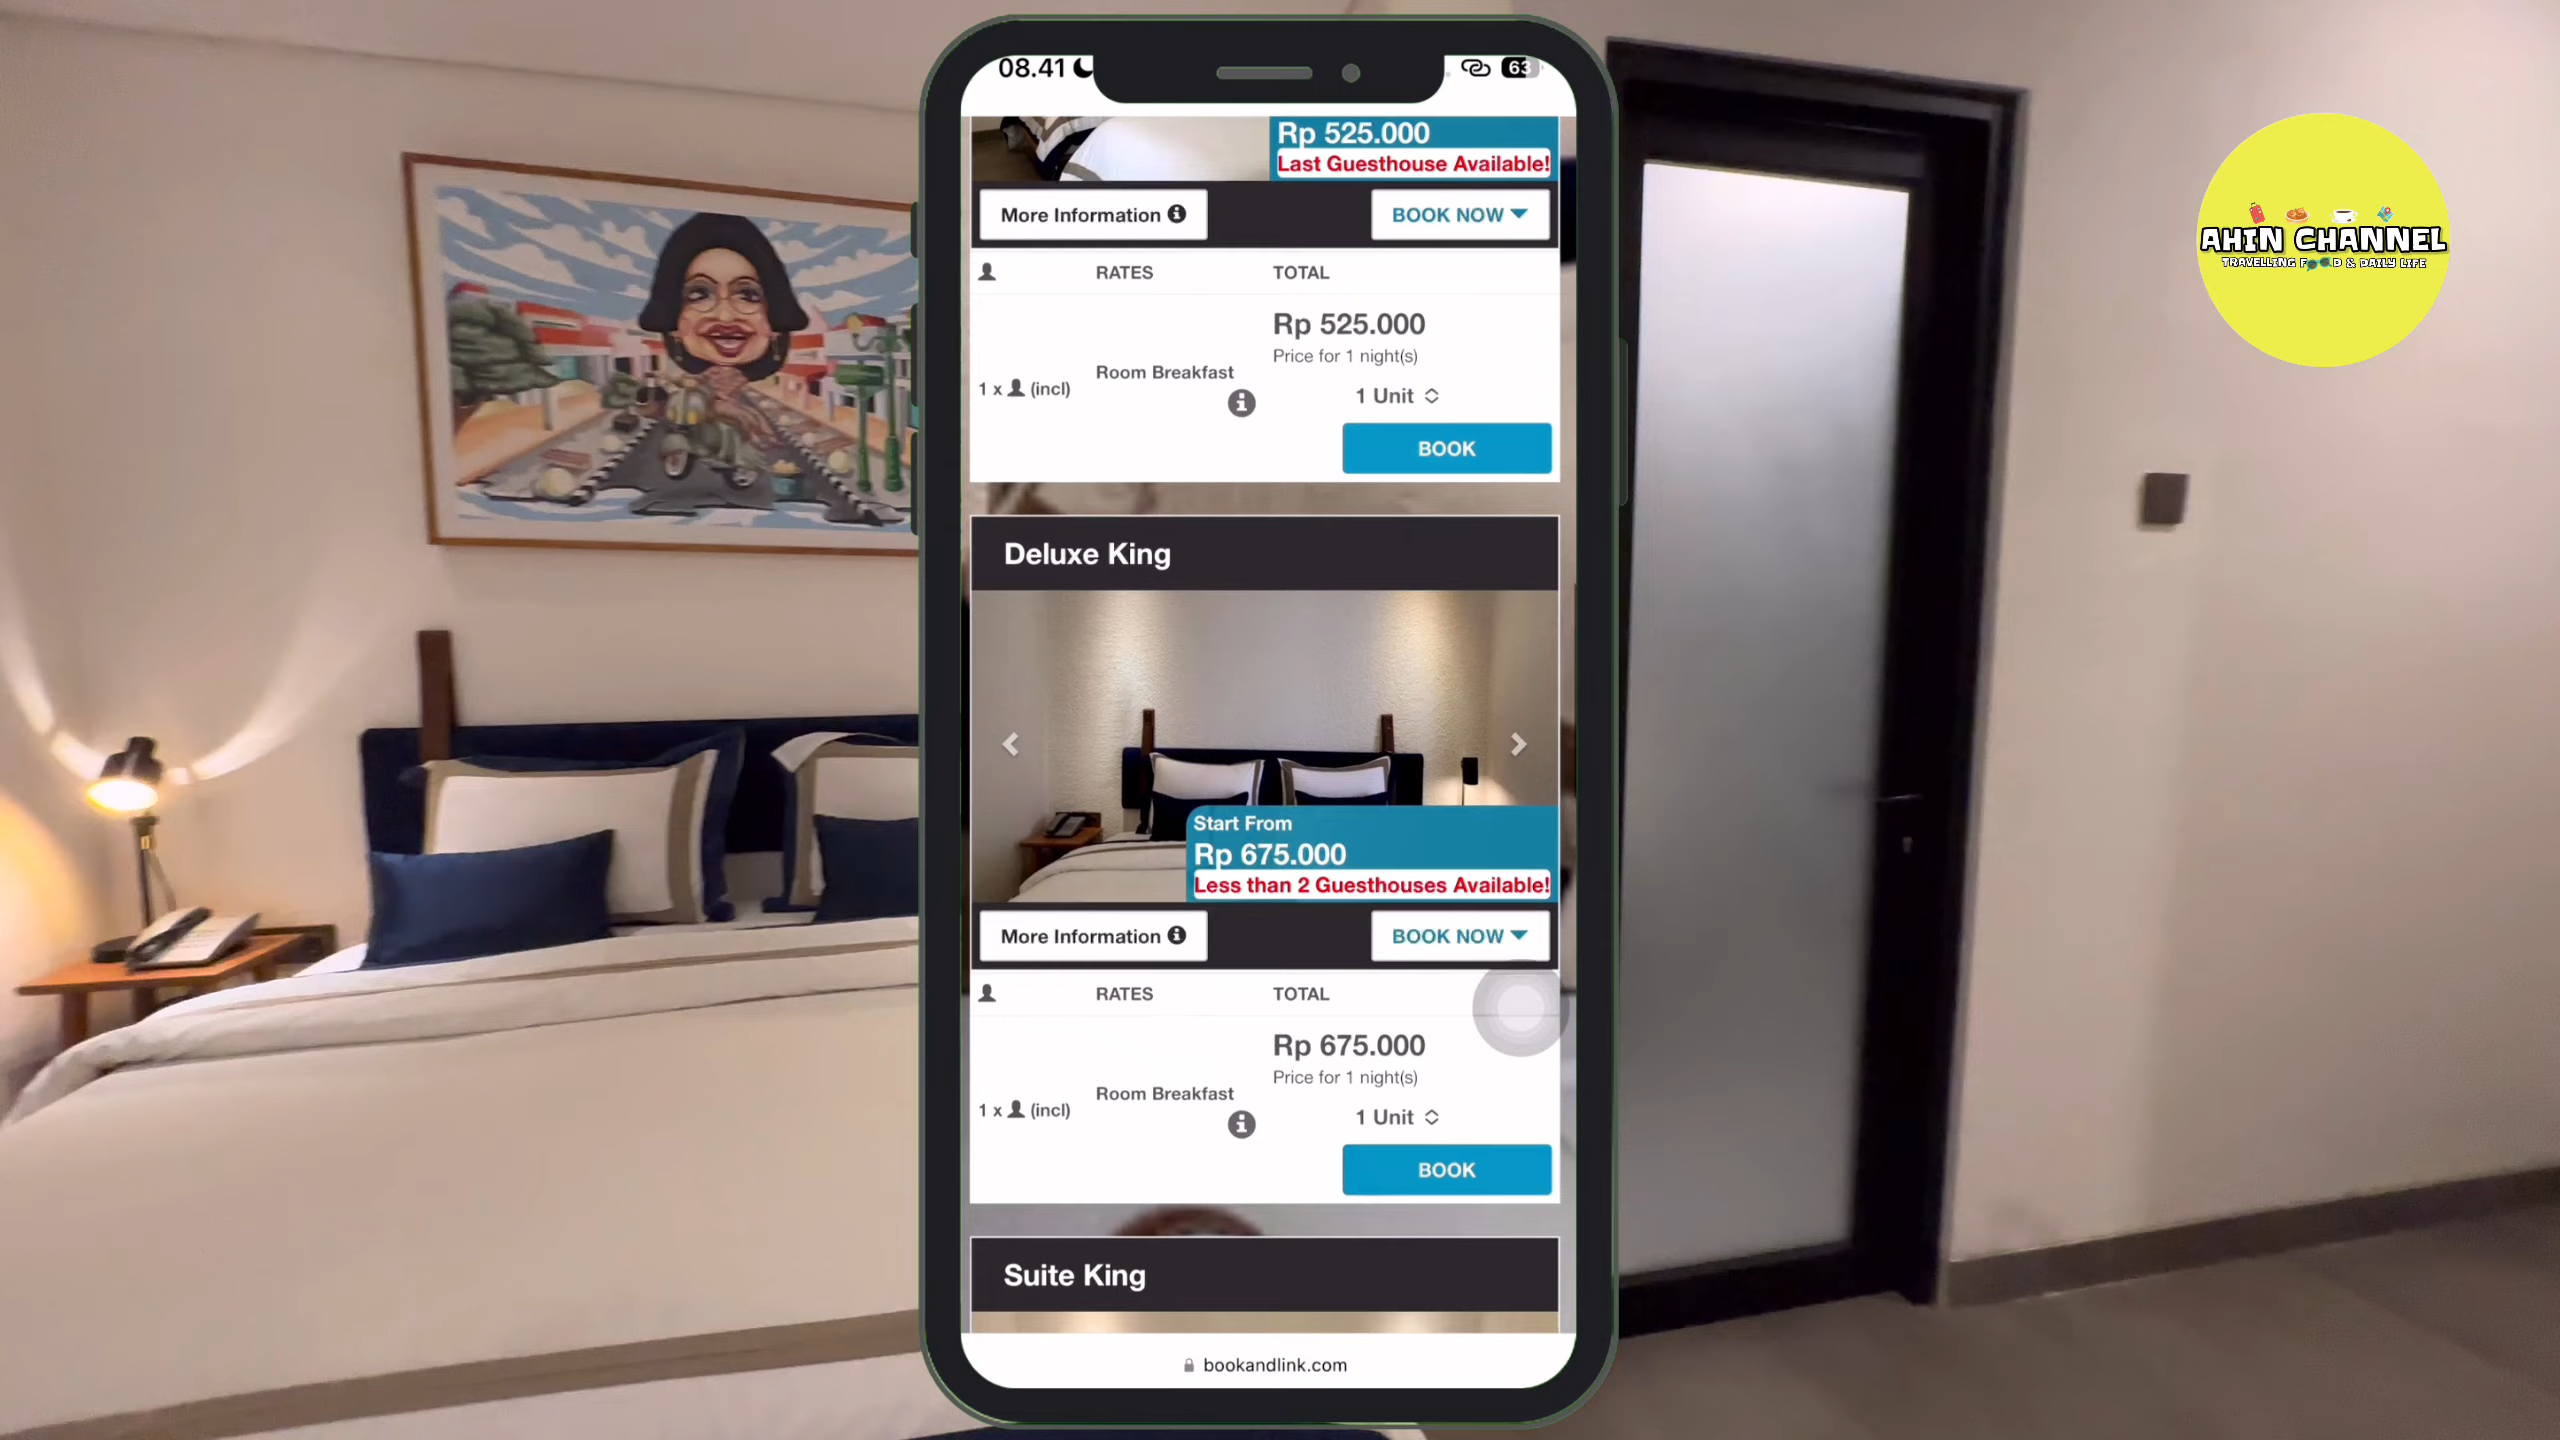 08.41
63
Rp 525.000
Last Guesthouse Available!
More Information
BOOK NOW
RATES
TOTAL
Rp 525.000
Price for 1 night(s)
1 x (incl)
Room Breakfast
1 Unit
BOOK
Deluxe King
Start From
Rp 675.000
Less than 2 Guesthouses Available!
More Information
BOOK NOW
RATES
TOTAL
Rp 675.000
Price for 1 night(s)
1 x (incl)
Room Breakfast
1 Unit
BOOK
Suite King
bookandlink.com
AHIN CHANNEL
TRAVELLING FOOD & DAILY LIFE